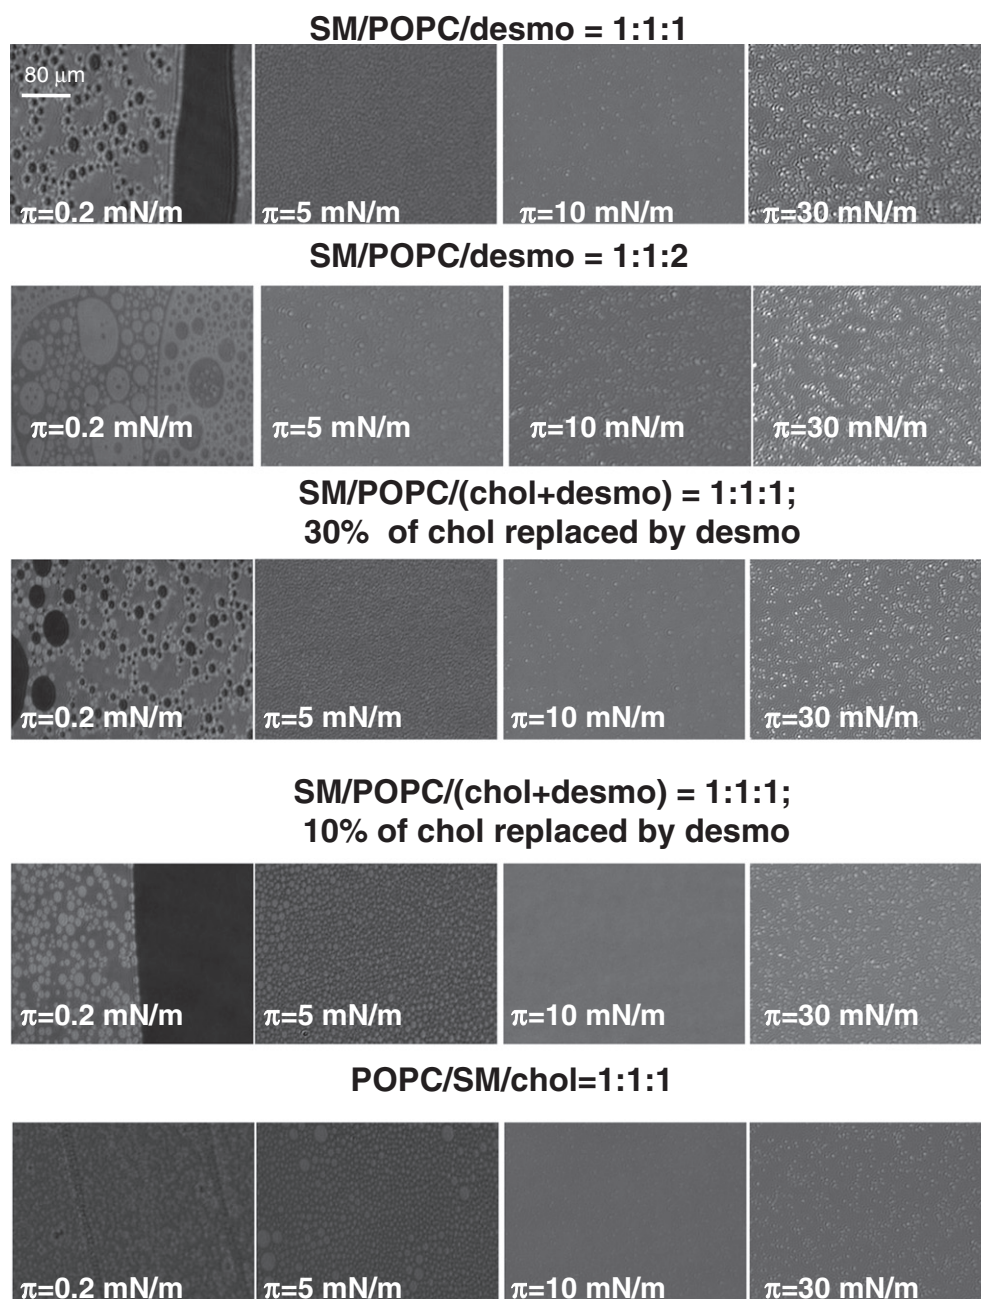 SM/POPC/desmo = 1:1:1
80 μm
π=0.2 mN/m π=5 mN/m π=10 mN/m π=30 mN/m
SM/POPC/desmo = 1:1:2
π=0.2 mN/m π=5 mN/m π=10 mN/m π=30 mN/m
SM/POPC/(chol+desmo) = 1:1:1;
30% of chol replaced by desmo
π=0.2 mN/m π=5 mN/m π=10 mN/m π=30 mN/m
SM/POPC/(chol+desmo) = 1:1:1;
10% of chol replaced by desmo
π=0.2 mN/m π=5 mN/m π=10 mN/m π=30 mN/m
POPC/SM/chol=1:1:1
π=0.2 mN/m π=5 mN/m π=10 mN/m π=30 mN/m